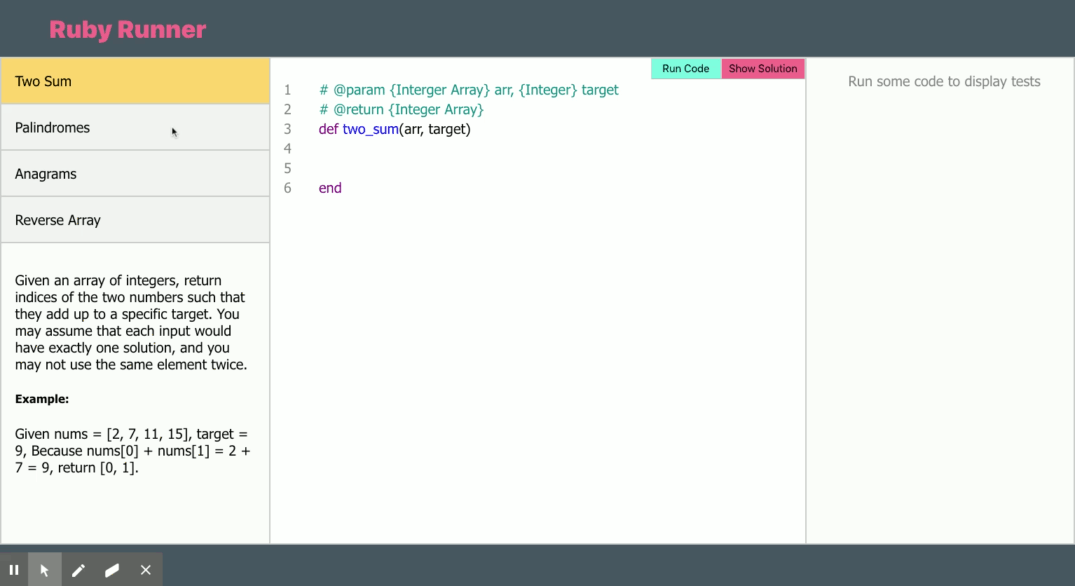 Ruby Runner
Two Sum
Palindromes
Anagrams
Reverse Array
Given an array of integers, return
indices of the two numbers such that
they add up to a specific target. You
may assume that each input would
have exactly one solution, and you
may not use the same element twice.
Example:
Given nums = [2, 7, 11, 15], target =
9, Because nums[0] + nums[1] = 2 +
7 = 9, return [0, 1].
Run Code Show Solution
1 # @param {Interger Array} arr, {Integer} target
2 # @return {Integer Array}
3 def two_sum(arr, target)
4
5
6 end
Run some code to display tests